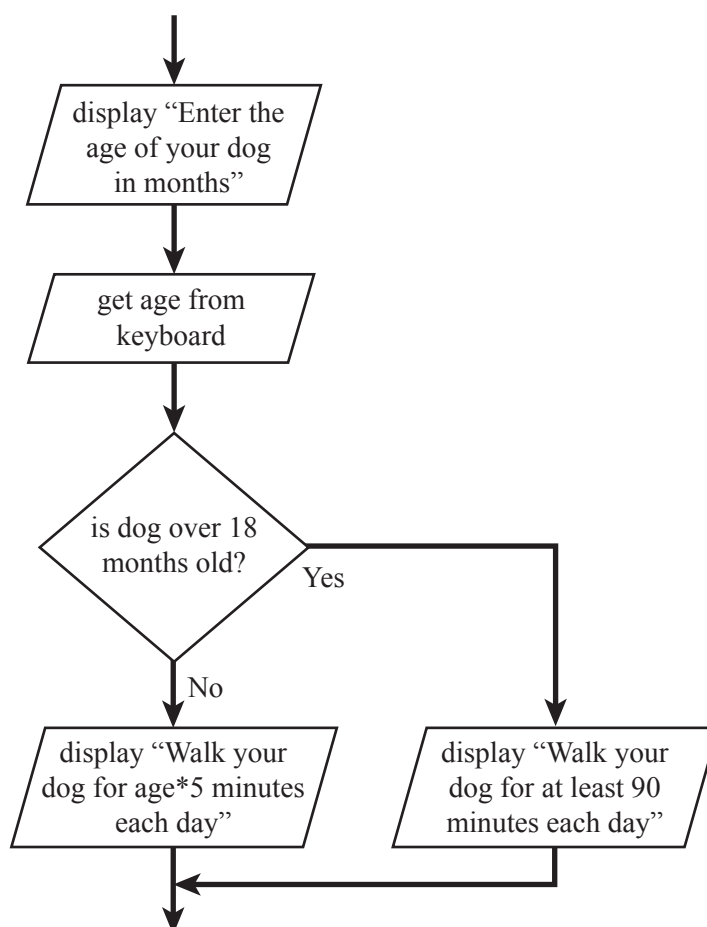 display “Enter the
age of your dog
in months”
get age from
keyboard
is dog over 18
months old?
Yes
No
display “Walk your
dog for age*5 minutes
each day”
display “Walk your
dog for at least 90
minutes each day”